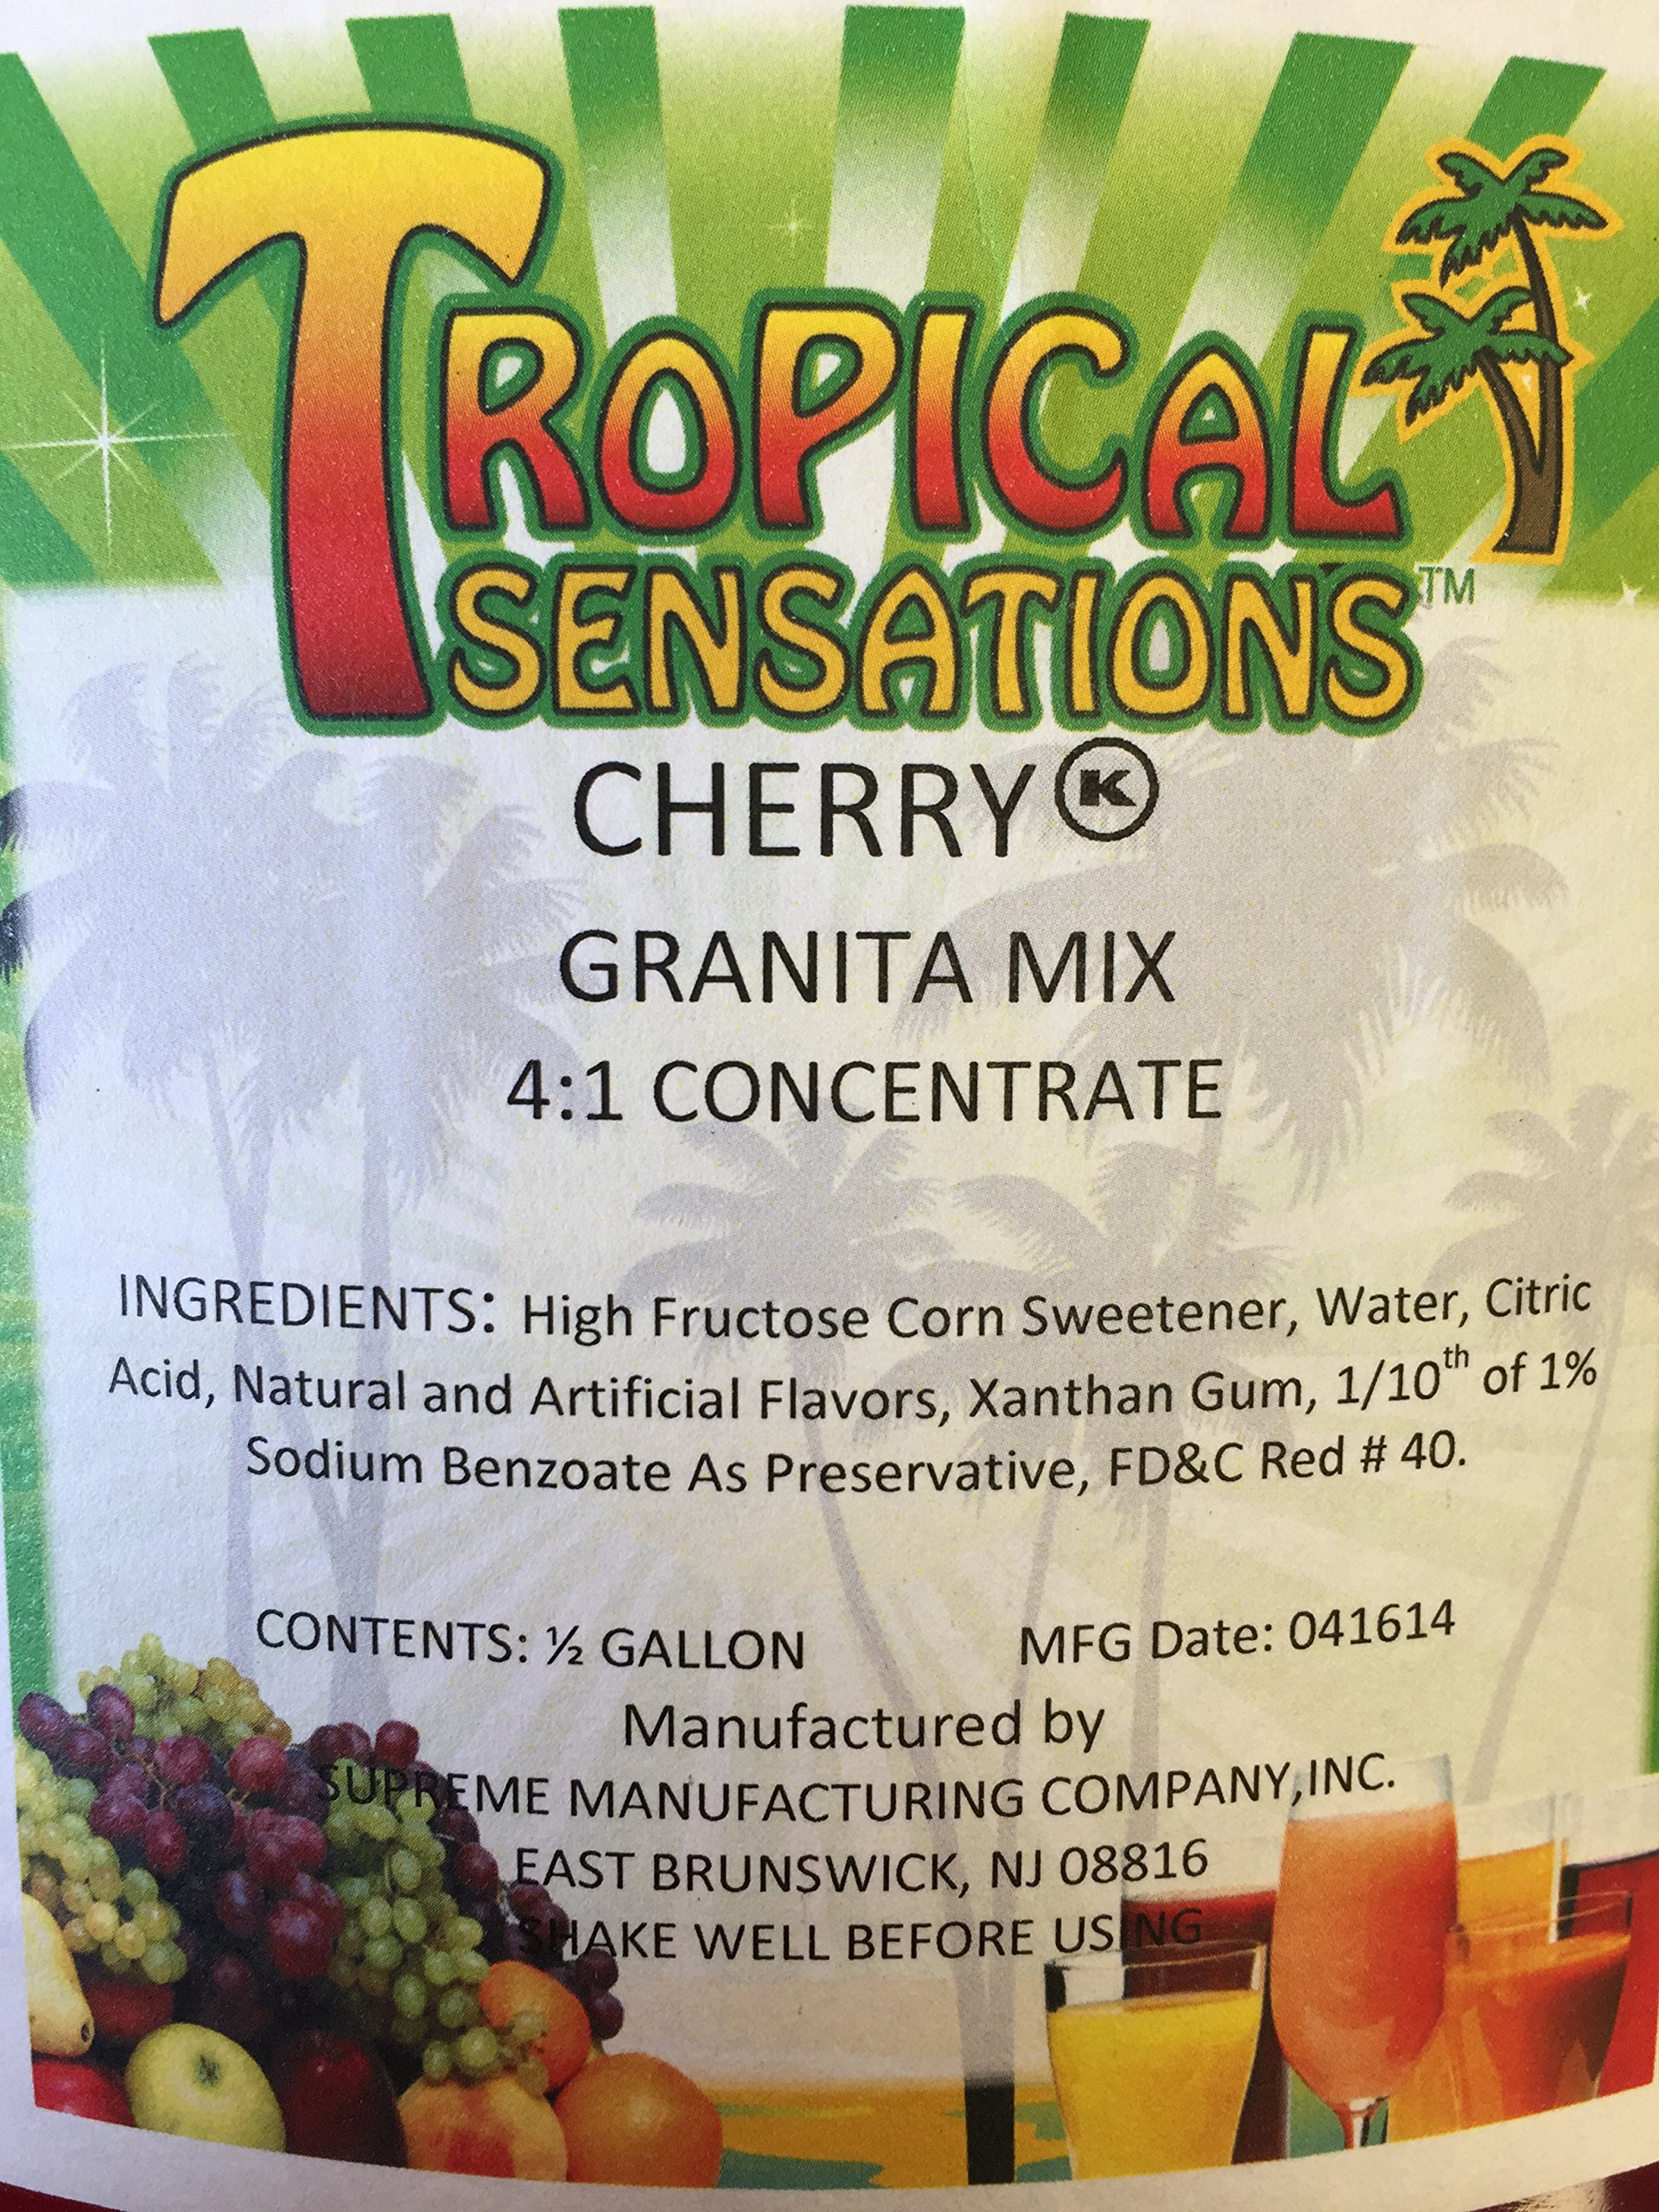 TROPICAL
SENSATIONS™
CHERRY Ⓚ
GRANITA MIX
4:1 CONCENTRATE
INGREDIENTS: High Fructose Corn Sweetener, Water, Citric
Acid, Natural and Artificial Flavors, Xanthan Gum, 1/10th of 1%
Sodium Benzoate As Preservative, FD&C Red # 40.
CONTENTS: ½ GALLON MFG Date: 041614
Manufactured by
SUPREME MANUFACTURING COMPANY,INC.
EAST BRUNSWICK, NJ 08816
SHAKE WELL BEFORE USING